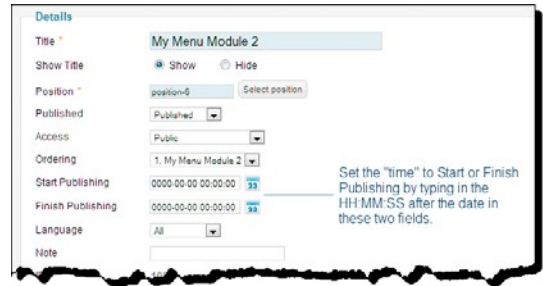 Details
Title *
My Menu Module 2
Show Title
Show
Hide
Position *
position-6
Select position
Published
Published
Access
Public
Ordering
1. My Menu Module 2
Start Publishing
0000-00-00 00:00:00
23
Finish Publishing
0000-00-00 00:00:00
23
Language
All
Note
Set the "time" to Start or Finish
Publishing by typing in the
HH:MM:SS after the date in
these two fields.